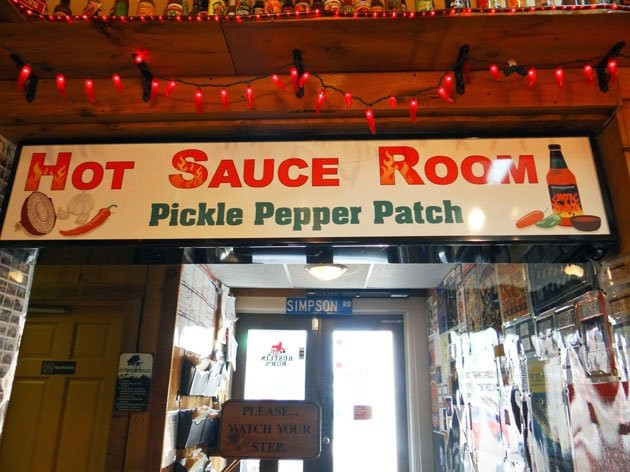 HOT SAUCE ROOM
Pickle Pepper Patch
SIMPSON RD
PLEASE...
WATCH YOUR
STEP.